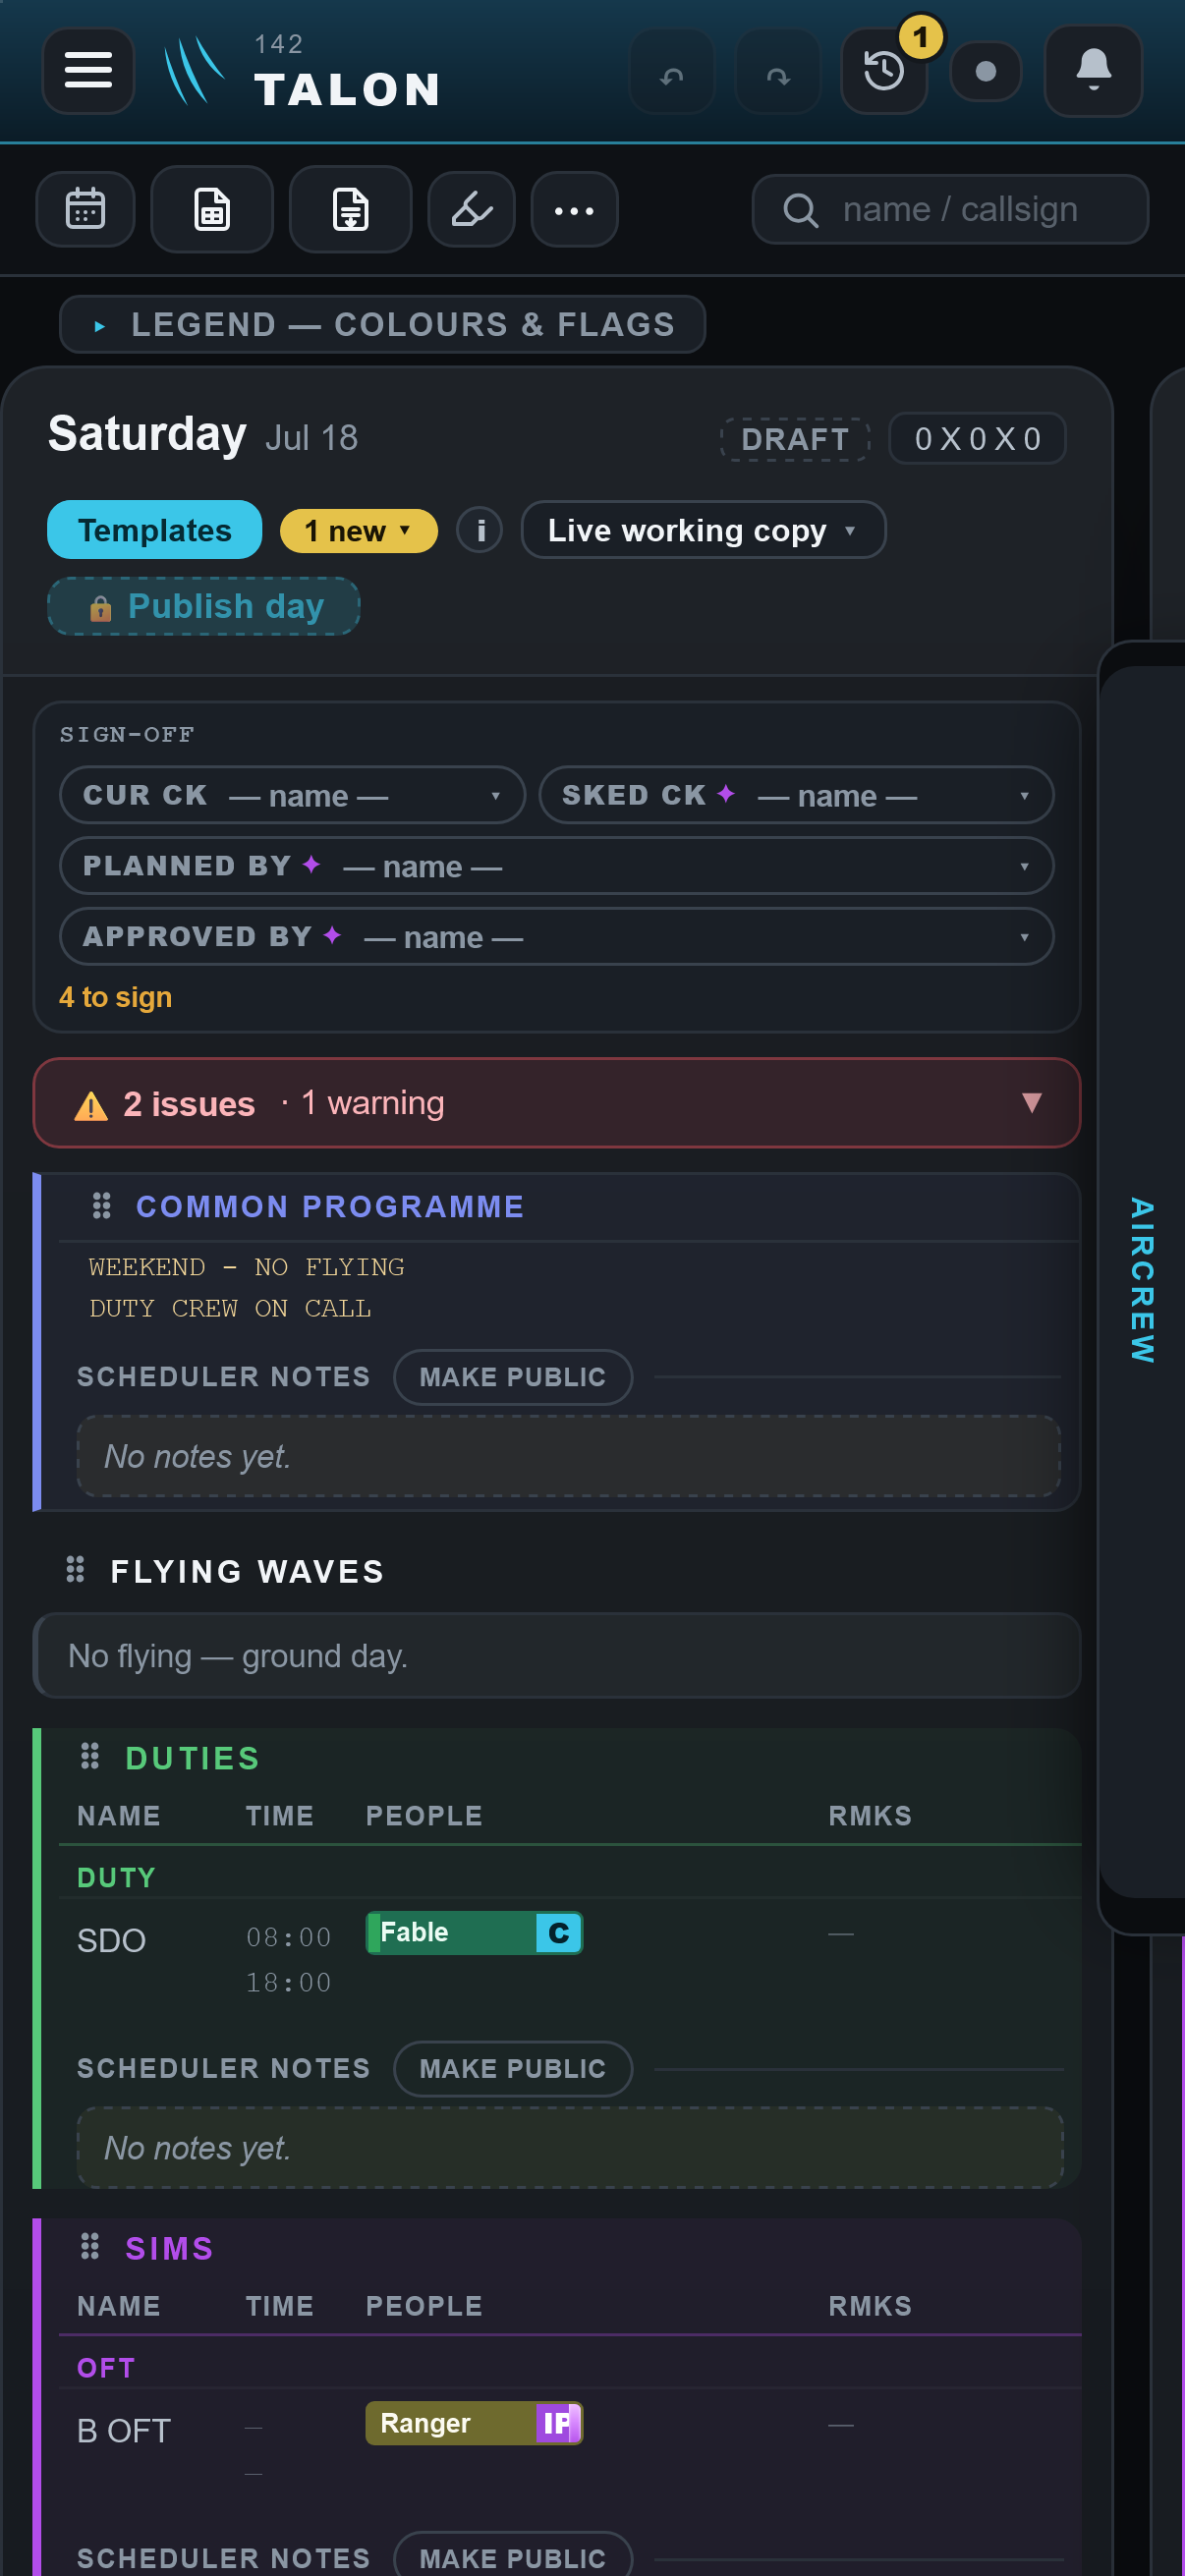 142
TALON
1
name / callsign
LEGEND — COLOURS & FLAGS
Saturday Jul 18
DRAFT
0 X 0 X 0
Templates
1 new
i
Live working copy
Publish day
SIGN-OFF
CUR CK — name —
SKED CK — name —
PLANNED BY — name —
APPROVED BY — name —
4 to sign
2 issues · 1 warning
AIRCREW
COMMON PROGRAMME
WEEKEND - NO FLYING
DUTY CREW ON CALL
SCHEDULER NOTES MAKE PUBLIC
No notes yet.
FLYING WAVES
No flying — ground day.
DUTIES
NAME TIME PEOPLE RMKS
DUTY
SDO 08:00 Fable C —
18:00
SCHEDULER NOTES MAKE PUBLIC
No notes yet.
SIMS
NAME TIME PEOPLE RMKS
OFT
B OFT — Ranger IP —
—
SCHEDULER NOTES MAKE PUBLIC